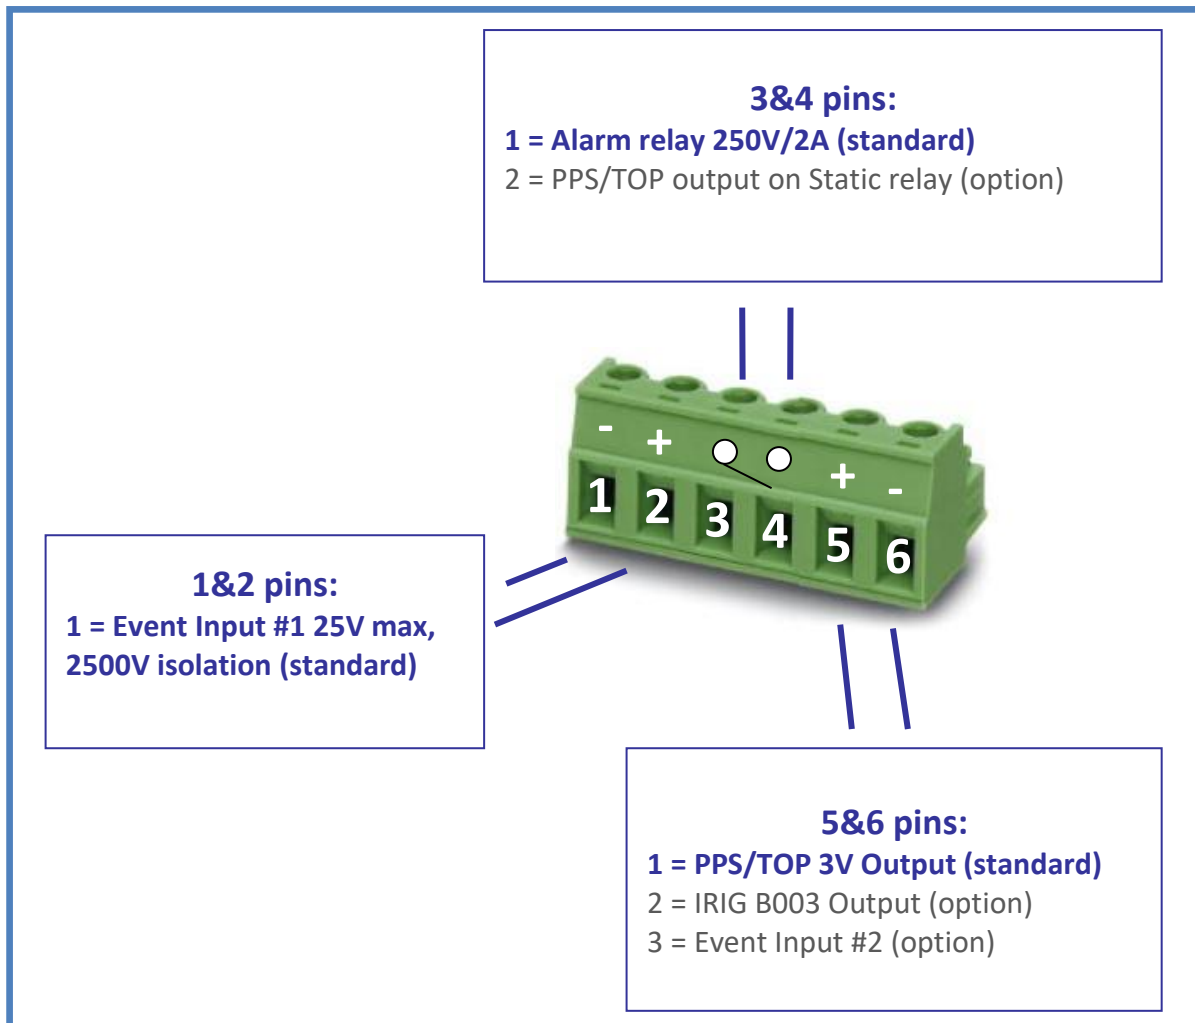 3&4 pins:
1 = Alarm relay 250V/2A (standard)
2 = PPS/TOP output on Static relay (option)
- + + -
1 2 3 4 5 6
1&2 pins:
1 = Event Input #1 25V max,
2500V isolation (standard)
5&6 pins:
1 = PPS/TOP 3V Output (standard)
2 = IRIG B003 Output (option)
3 = Event Input #2 (option)